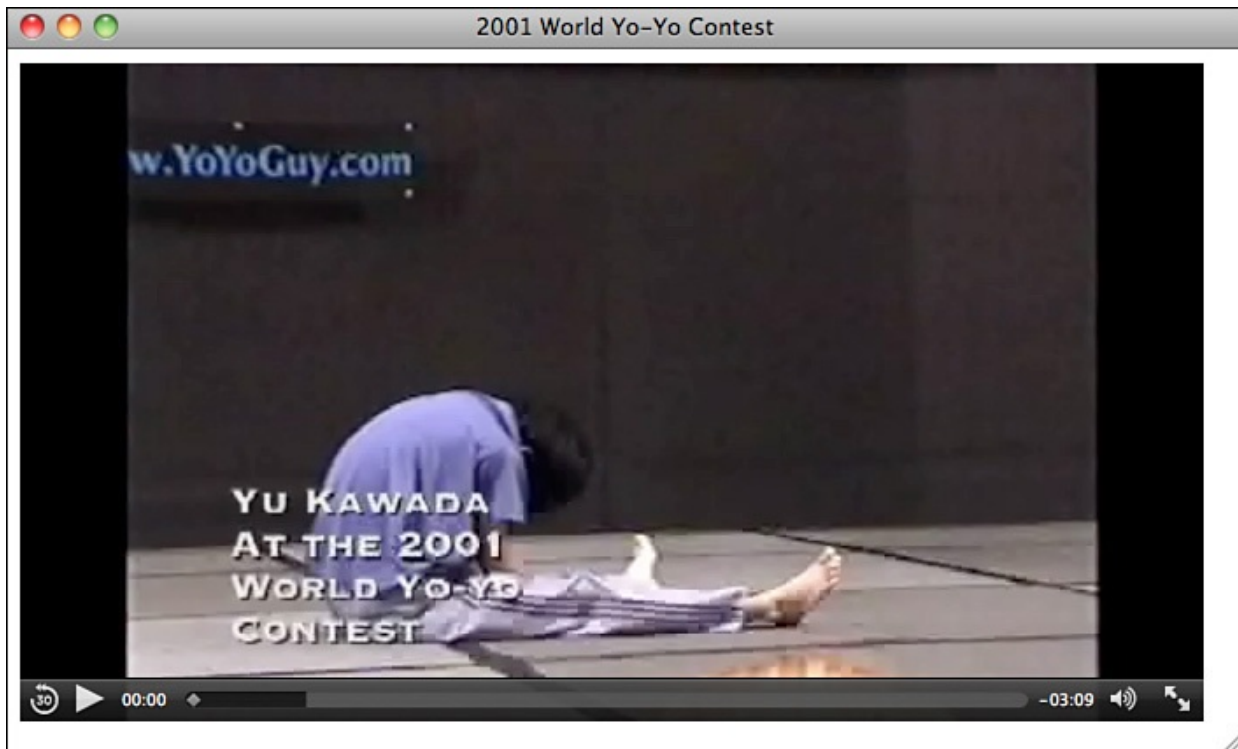 2001 World Yo-Yo Contest
w.YoYoGuy.com
YU KAWADA
AT THE 2001
WORLD YO-YO
CONTEST
30
00:00
-03:09